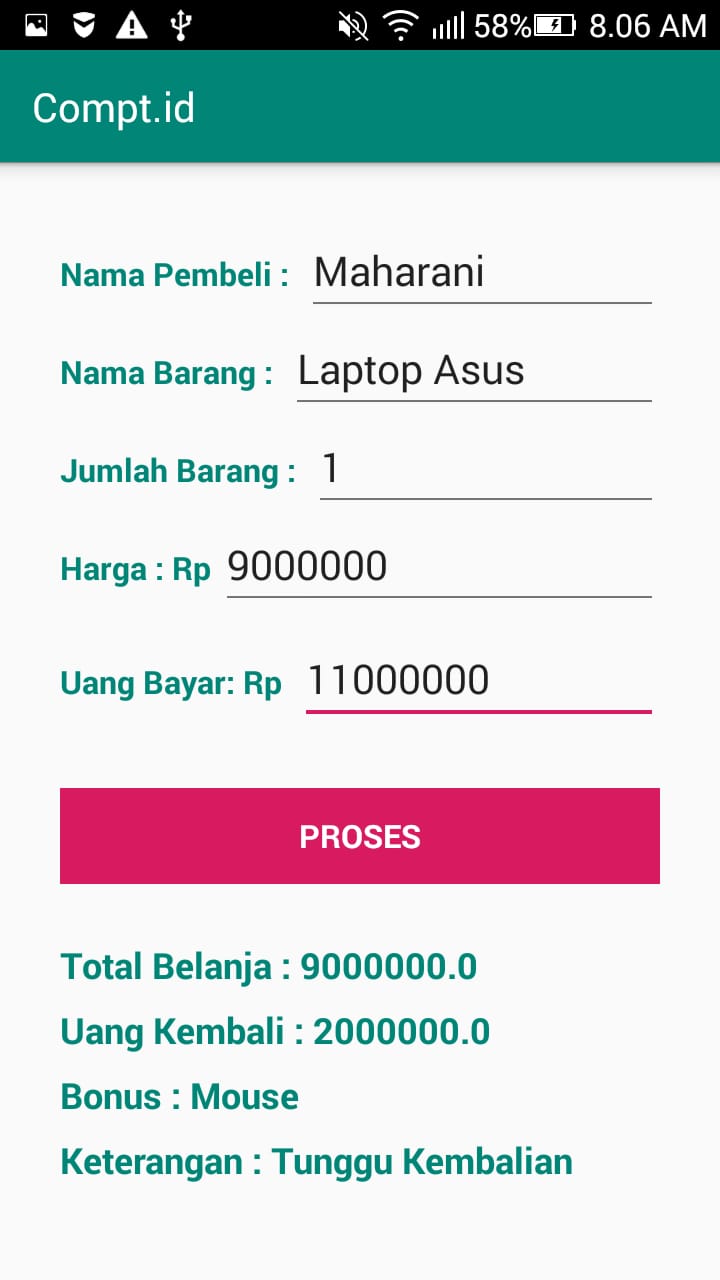 58% 8.06 AM
Compt.id
Nama Pembeli : Maharani
Nama Barang : Laptop Asus
Jumlah Barang : 1
Harga : Rp 9000000
Uang Bayar: Rp 11000000
PROSES
Total Belanja : 9000000.0
Uang Kembali : 2000000.0
Bonus : Mouse
Keterangan : Tunggu Kembalian